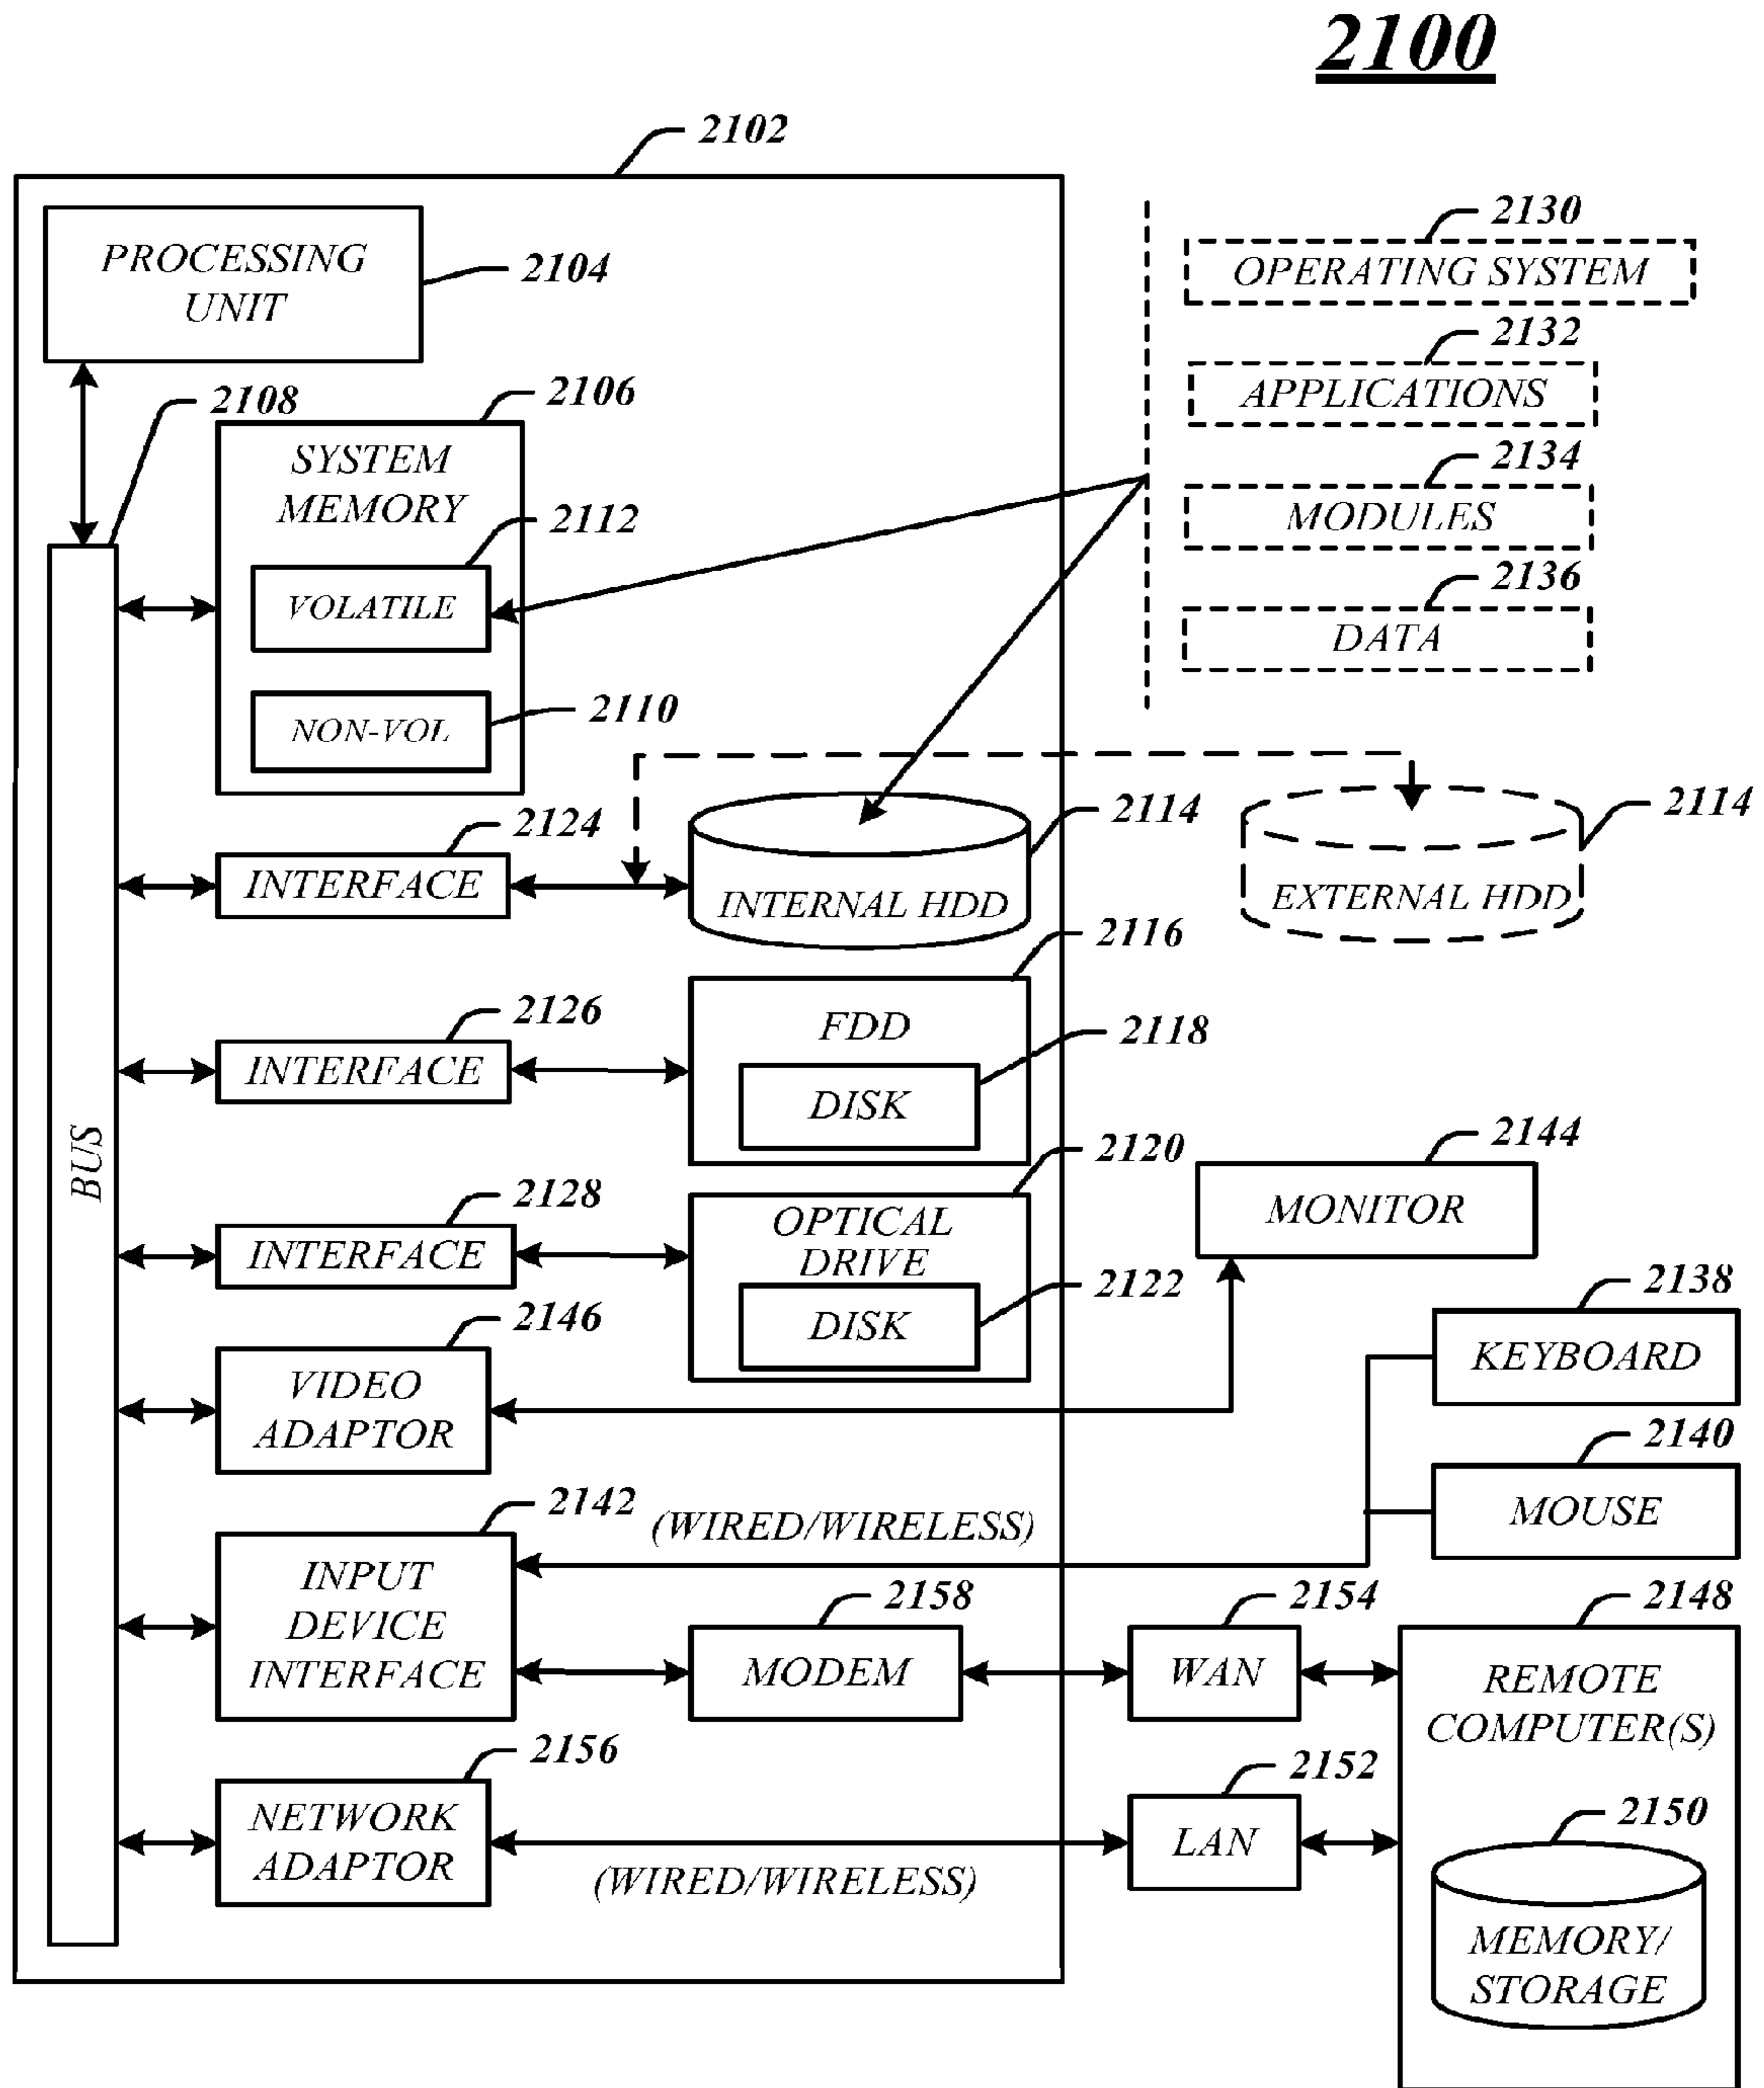 2100
2102
PROCESSING
UNIT
2104
2130
OPERATING SYSTEM
2132
APPLICATIONS
2134
MODULES
2136
DATA
2108
2106
SYSTEM
MEMORY
2112
VOLATILE
2110
NON-VOL
BUS
2124
INTERFACE
2114
INTERNAL HDD
2114
EXTERNAL HDD
2126
INTERFACE
2116
FDD
2118
DISK
2128
INTERFACE
2120
OPTICAL
DRIVE
2122
DISK
2144
MONITOR
2146
VIDEO
ADAPTOR
2138
KEYBOARD
2140
MOUSE
2142
INPUT
DEVICE
INTERFACE
(WIRED/WIRELESS)
2158
MODEM
2154
WAN
2148
REMOTE
COMPUTER(S)
2156
NETWORK
ADAPTOR
(WIRED/WIRELESS)
2152
LAN
2150
MEMORY/
STORAGE